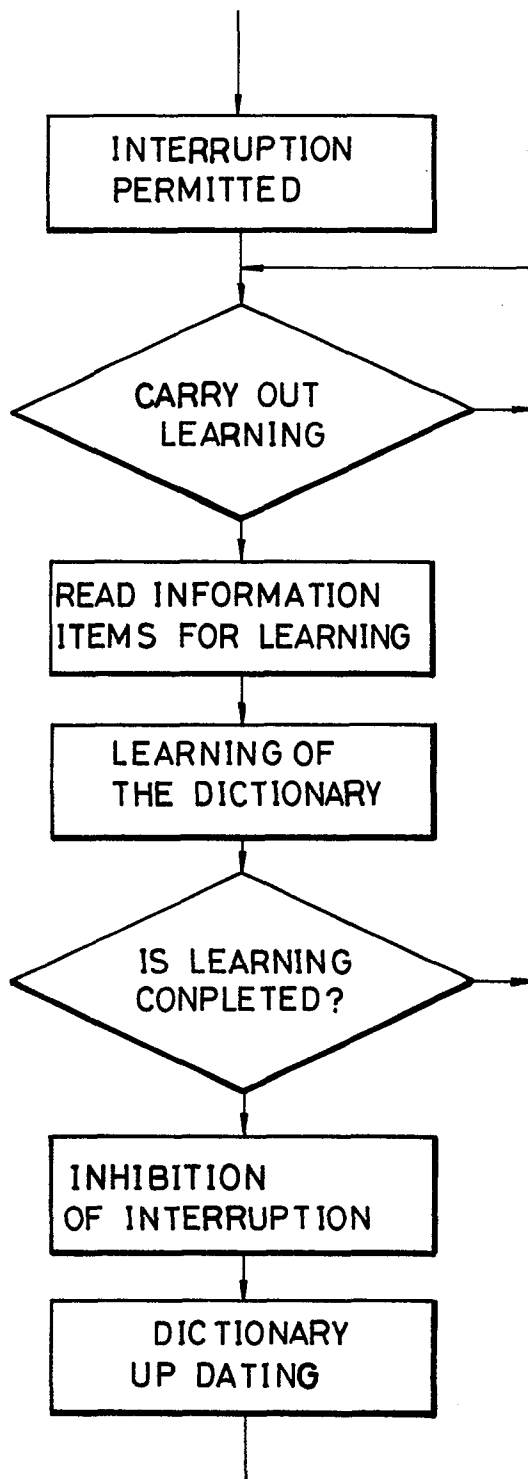 INTERRUPTION
PERMITTED
CARRY OUT
LEARNING
READ INFORMATION
ITEMS FOR LEARNING
LEARNING OF
THE DICTIONARY
IS LEARNING
CONPLETED?
INHIBITION
OF INTERRUPTION
DICTIONARY
UP DATING